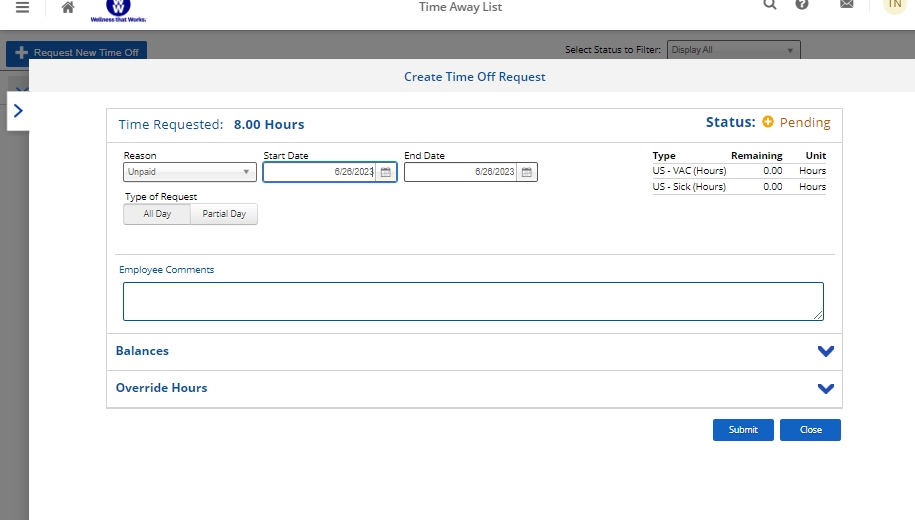 Wellness that Works.
Time Away List
TN
Request New Time Off
Select Status to Filter: Display All
Create Time Off Request
Time Requested: 8.00 Hours
Status: Pending
Reason
Start Date
End Date
Unpaid
6/26/2023
6/26/2023
Type Remaining Unit
US - VAC (Hours) 0.00 Hours
US - Sick (Hours) 0.00 Hours
Type of Request
All Day
Partial Day
Employee Comments
Balances
Override Hours
Submit
Close